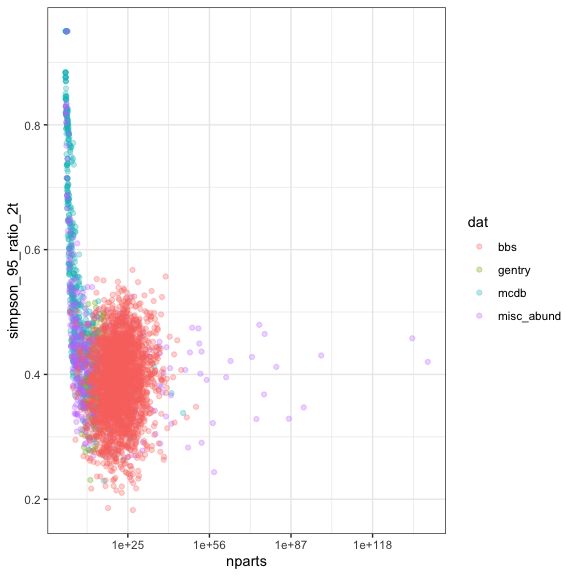 simpson_95_ratio_2t
0.8
0.6
0.4
0.2
1e+25
1e+56
1e+87
1e+118
nparts
dat
bbs
gentry
mcdb
misc_abund